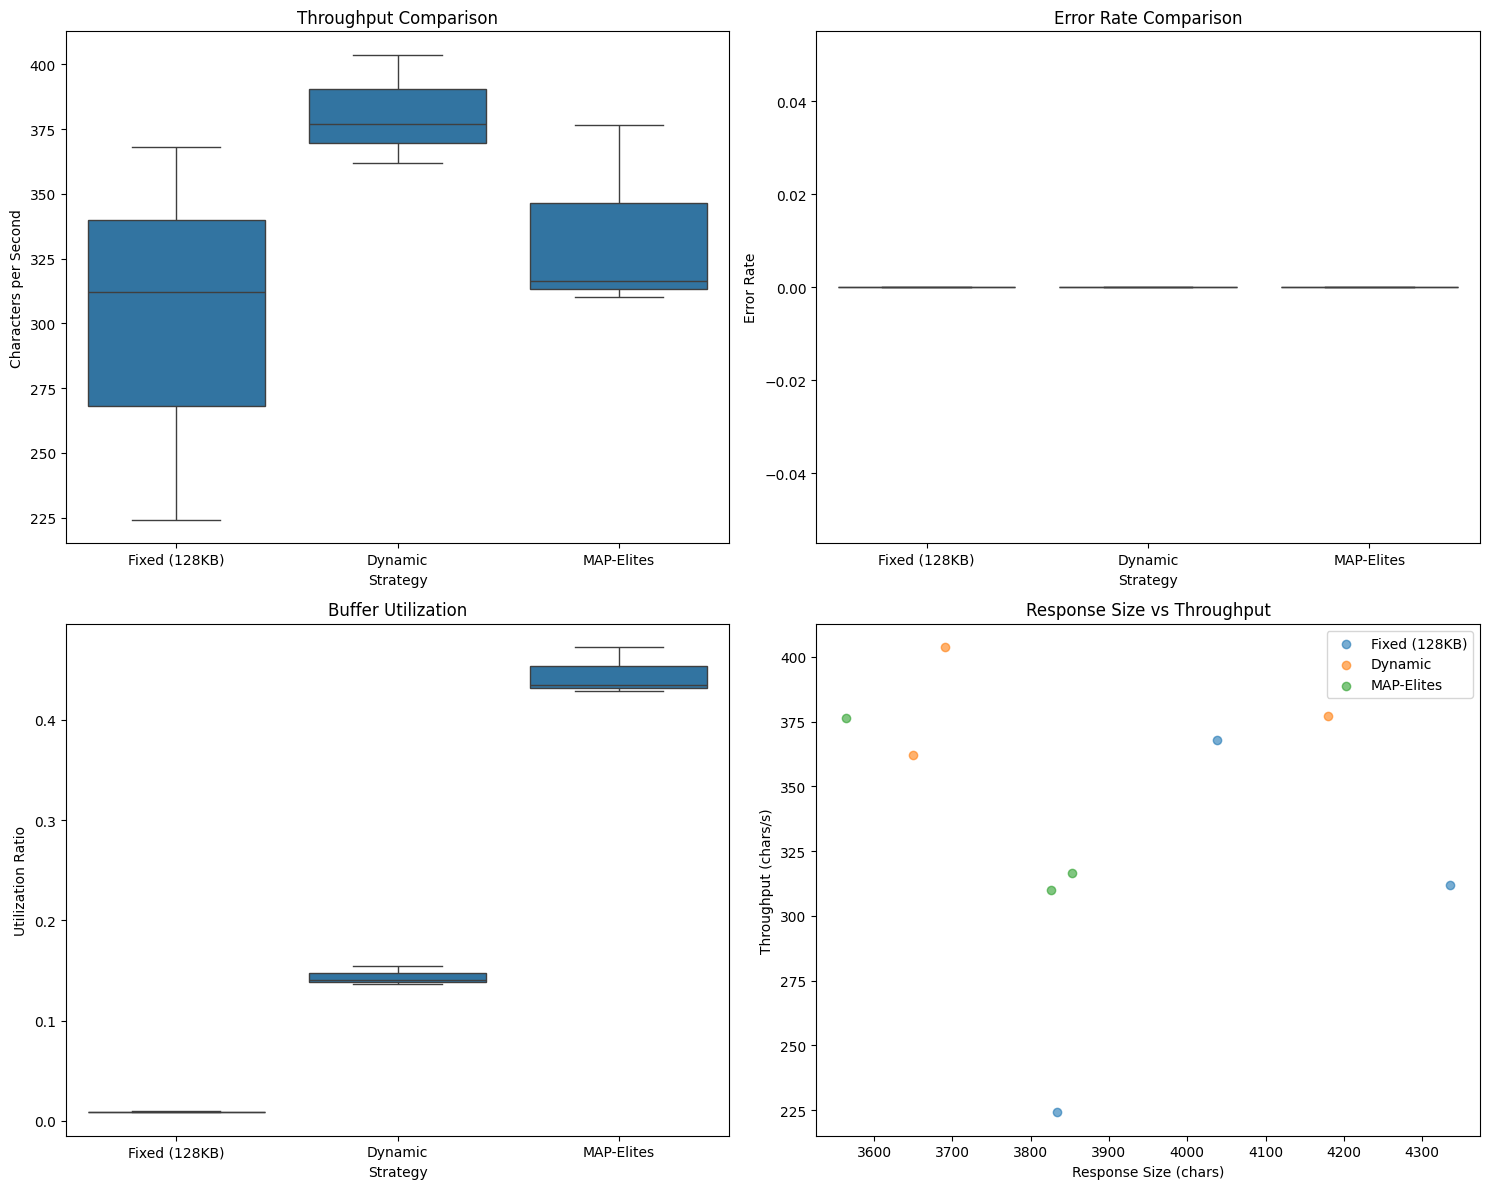 Throughput Comparison
400
375
350
325
300
275
250
225
Characters per Second
Fixed (128KB)
Dynamic
MAP-Elites
Strategy
Error Rate Comparison
0.04
0.02
0.00
−0.02
−0.04
Error Rate
Fixed (128KB)
Dynamic
MAP-Elites
Strategy
Buffer Utilization
0.4
0.3
0.2
0.1
0.0
Utilization Ratio
Fixed (128KB)
Dynamic
MAP-Elites
Strategy
Response Size vs Throughput
Fixed (128KB)
Dynamic
MAP-Elites
400
375
350
325
300
275
250
225
Throughput (chars/s)
3600 3700 3800 3900 4000 4100 4200 4300
Response Size (chars)